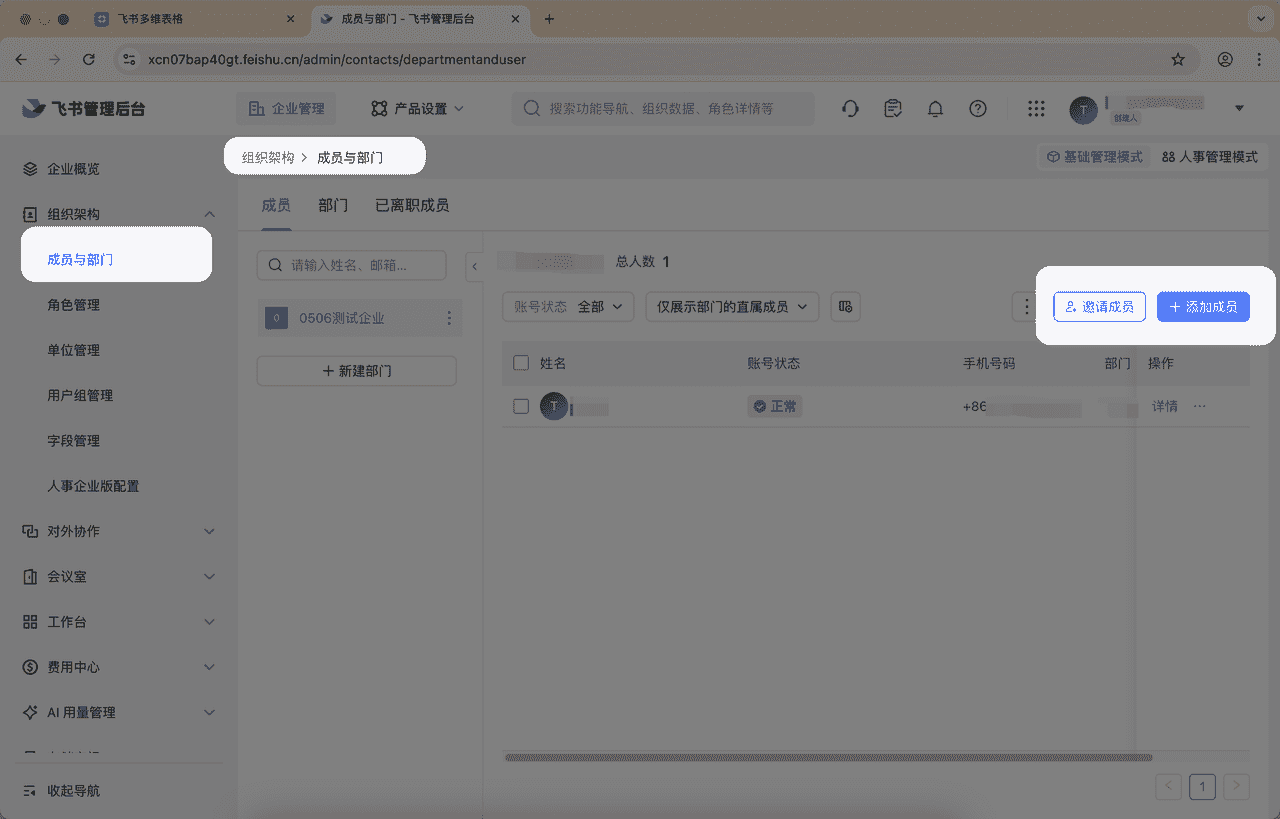 飞书多维表格
成员与部门 - 飞书管理后台
xcn07bap40gt.feishu.cn/admin/contacts/departmentanduser
飞书管理后台
企业管理
产品设置
搜索功能导航、组织数据、角色详情等
T
创建人
企业概览
组织架构
成员与部门
角色管理
单位管理
用户组管理
字段管理
人事企业版配置
对外协作
会议室
工作台
费用中心
AI 用量管理
收起导航
组织架构 > 成员与部门
基础管理模式
人事管理模式
成员 部门 已离职成员
请输入姓名、邮箱...
0506测试企业
+ 新建部门
总人数 1
账号状态 全部
仅展示部门的直属成员
邀请成员
+ 添加成员
姓名 账号状态 手机号码 部门 操作
T 正常 +86 详情 ···
< 1 >